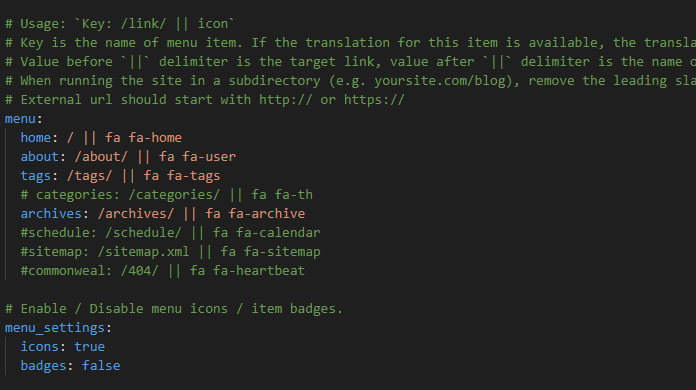 # Usage: `Key: /link/ || icon`
# Key is the name of menu item. If the translation for this item is available, the transla
# Value before `||` delimiter is the target link, value after `||` delimiter is the name o
# When running the site in a subdirectory (e.g. yoursite.com/blog), remove the leading sla
# External url should start with http:// or https://
menu:
  home: / || fa fa-home
  about: /about/ || fa fa-user
  tags: /tags/ || fa fa-tags
  # categories: /categories/ || fa fa-th
  archives: /archives/ || fa fa-archive
  #schedule: /schedule/ || fa fa-calendar
  #sitemap: /sitemap.xml || fa fa-sitemap
  #commonweal: /404/ || fa fa-heartbeat
# Enable / Disable menu icons / item badges.
menu_settings:
  icons: true
  badges: false